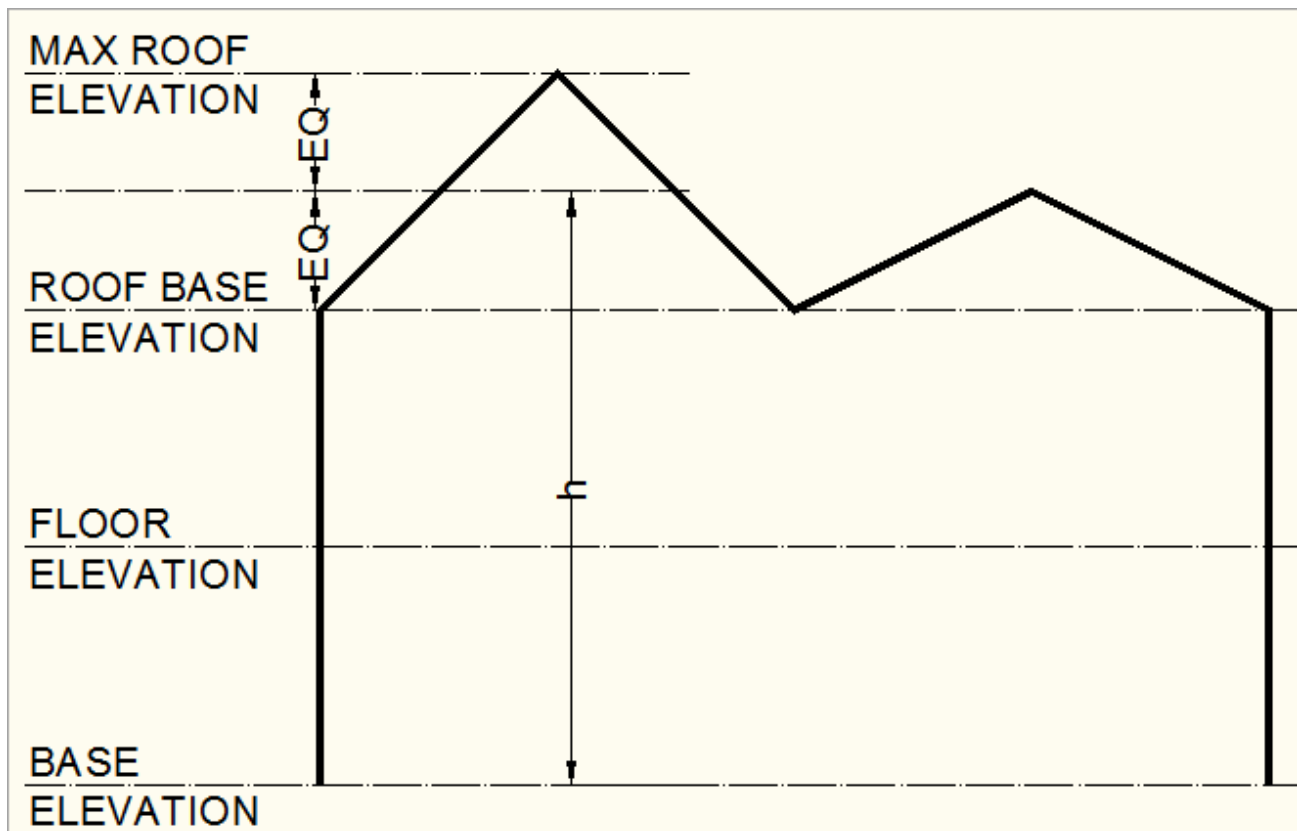 MAX ROOF
ELEVATION
EQ
EQ
ROOF BASE
ELEVATION
h
FLOOR
ELEVATION
BASE
ELEVATION